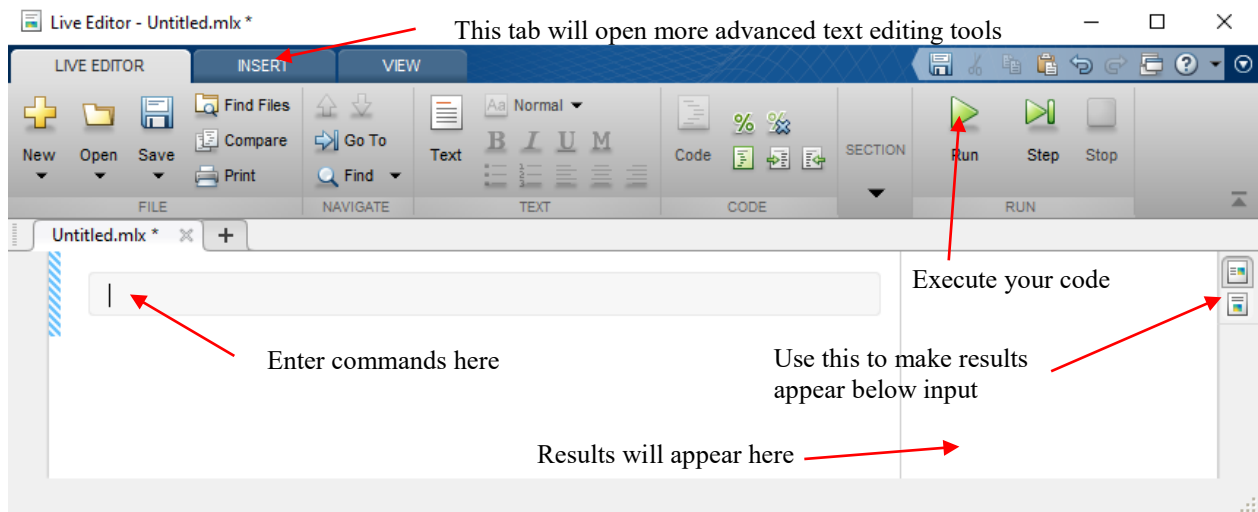 Live Editor - Untitled.mlx *
This tab will open more advanced text editing tools
LIVE EDITOR INSERT VIEW
Find Files
Compare
Print
New Open Save
FILE
Go To
Find
NAVIGATE
Text
Aa Normal
B I U M
TEXT
Code
CODE
SECTION
Run Step Stop
RUN
Untitled.mlx *
Execute your code
Enter commands here
Use this to make results
appear below input
Results will appear here